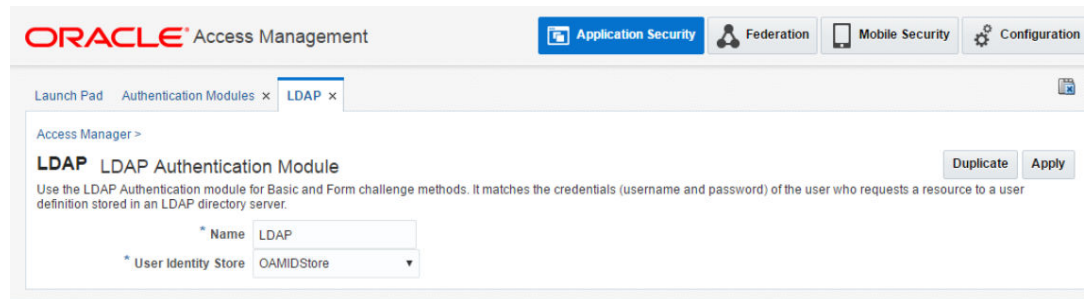 ORACLE® Access Management
Application Security Federation Mobile Security Configuration
Launch Pad Authentication Modules × LDAP ×
Access Manager >
LDAP LDAP Authentication Module
Duplicate Apply
Use the LDAP Authentication module for Basic and Form challenge methods. It matches the credentials (username and password) of the user who requests a resource to a user
definition stored in an LDAP directory server.
* Name LDAP
* User Identity Store OAMIDStore